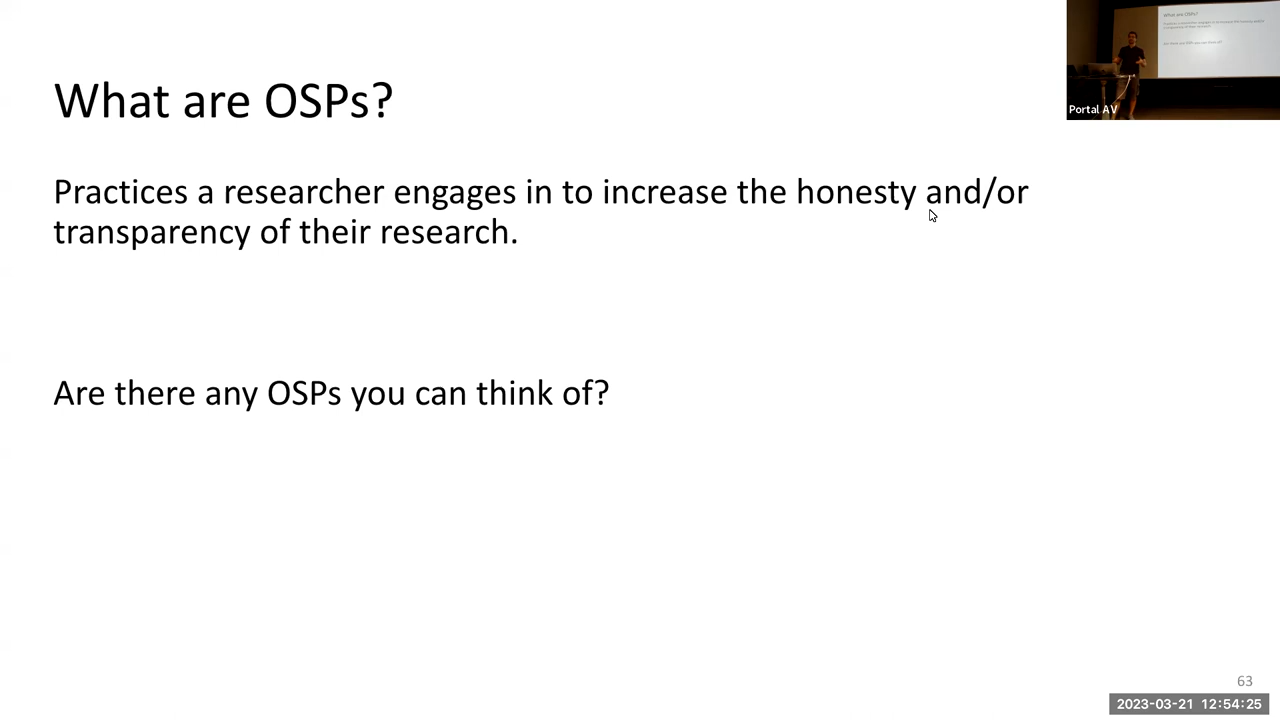 What are OSPs?
Practices a researcher engages in to increase the honesty and/or
transparency of their research.
Are there any OSPs you can think of?
Portal AV
63
2023-03-21 12:54:25